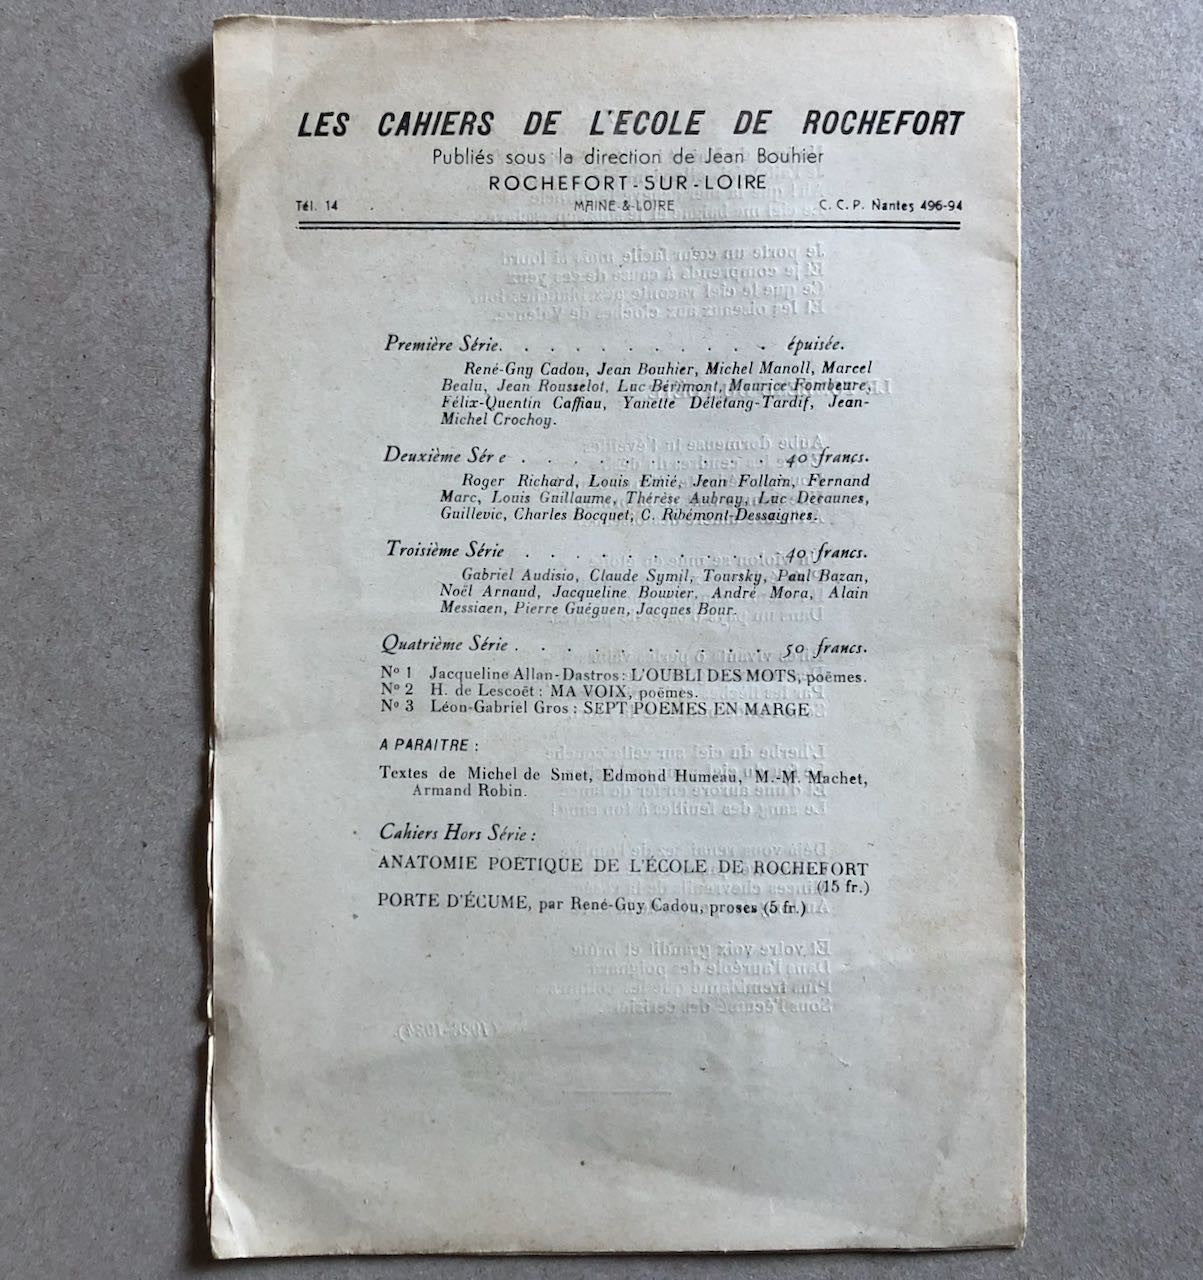 LES CAHIERS DE L'ECOLE DE ROCHEFORT
Publiés sous la direction de Jean Bouhier
ROCHEFORT-SUR-LOIRE
Tél. 14 MAINE-&-LOIRE C. C. P. Nantes 496-94
Première Série. . . . . . . . . . . épuisée.
René-Guy Cadou, Jean Bouhier, Michel Manoll, Marcel
Bealu, Jean Rousselot, Luc Bérimont, Maurice Fombeure,
Félix-Quentin Caffiau, Yanette Delétang-Tardif, Jean-
Michel Crochoy.
Deuxième Sér e . . . . . . . . . . 40 francs.
Roger Richard, Louis Emié, Jean Follain, Fernand
Marc, Louis Guillaume, Thérèse Aubray, Luc Decaunes,
Guillevic, Charles Bocquet, C. Ribémont-Dessaignes.
Troisième Série . . . . . . . . . . 40 francs.
Gabriel Audisio, Claude Symil, Toursky, Paul Bazan,
Noël Arnaud, Jacqueline Bouvier, André Mora, Alain
Messiaen, Pierre Guéguen, Jacques Bour.
Quatrième Série . . . . . . . . . . 50 francs.
Nº 1 Jacqueline Allan-Dastros : L'OUBLI DES MOTS, poëmes.
Nº 2 H. de Lescoët : MA VOIX, poëmes.
Nº 3 Léon-Gabriel Gros : SEPT POEMES EN MARGE
A PARAITRE :
Textes de Michel de Smet, Edmond Humeau, M.-M. Machet,
Armand Robin.
Cahiers Hors Série :
ANATOMIE POETIQUE DE L'ÉCOLE DE ROCHEFORT
(15 fr.)
PORTE D'ÉCUME, par René-Guy Cadou, proses (5 fr.)